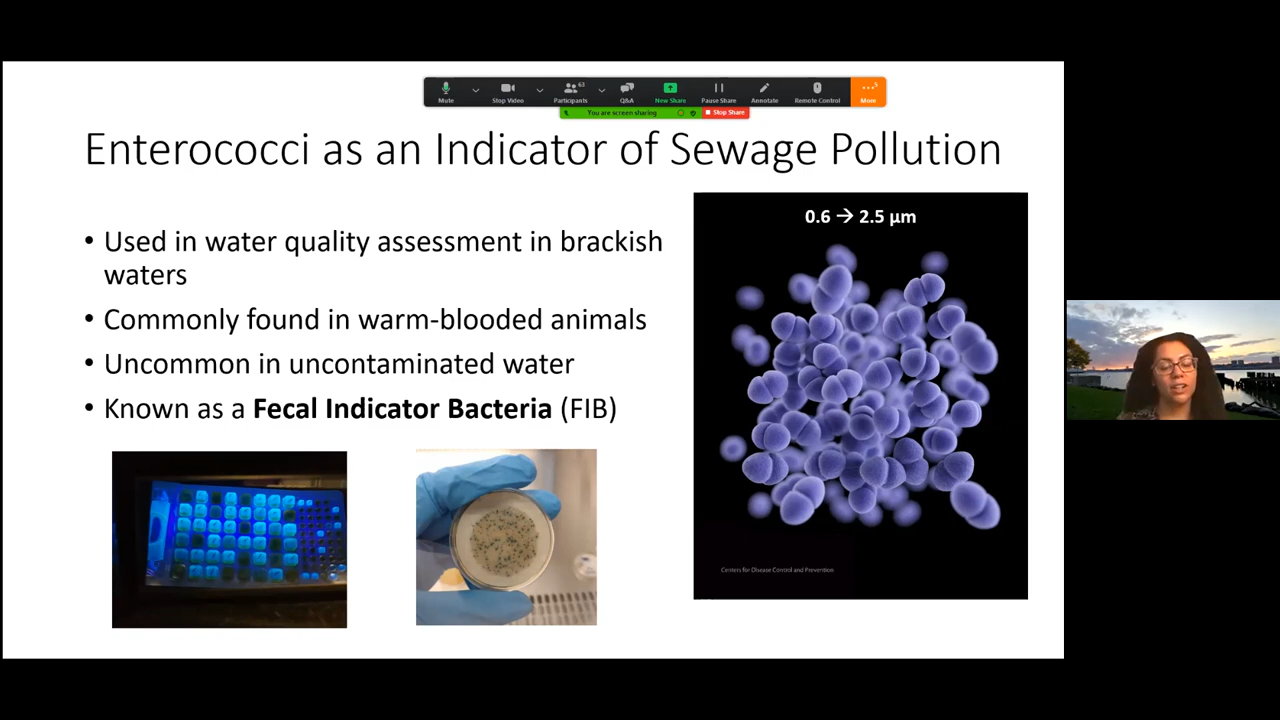 63
5
Mute
Stop Video
Participants
Q&A
New Share
Pause Share
Annotate
Remote Control
More
You are screen sharing
Stop Share
Enterococci as an Indicator of Sewage Pollution
• Used in water quality assessment in brackish
waters
• Commonly found in warm-blooded animals
• Uncommon in uncontaminated water
• Known as a Fecal Indicator Bacteria (FIB)
0.6 → 2.5 µm
Centers for Disease Control and Prevention